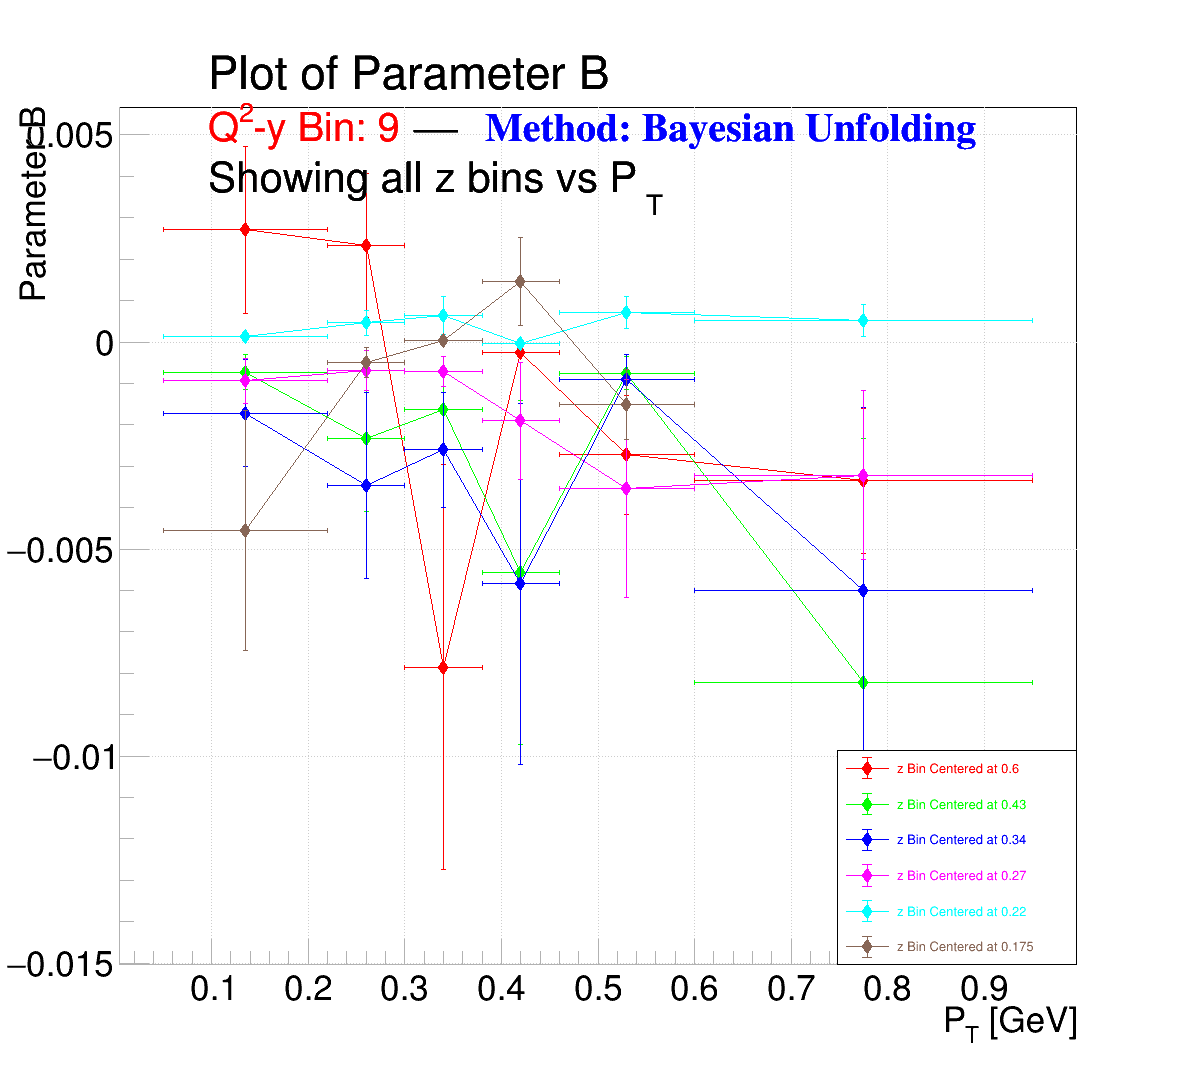 Plot of Parameter B
Q²-y Bin: 9 — Method: Bayesian Unfolding
Showing all z bins vs P_T
Parameter B
0.005
0
−0.005
−0.01
−0.015
z Bin Centered at 0.6
z Bin Centered at 0.43
z Bin Centered at 0.34
z Bin Centered at 0.27
z Bin Centered at 0.22
z Bin Centered at 0.175
0.1 0.2 0.3 0.4 0.5 0.6 0.7 0.8 0.9
P_T [GeV]